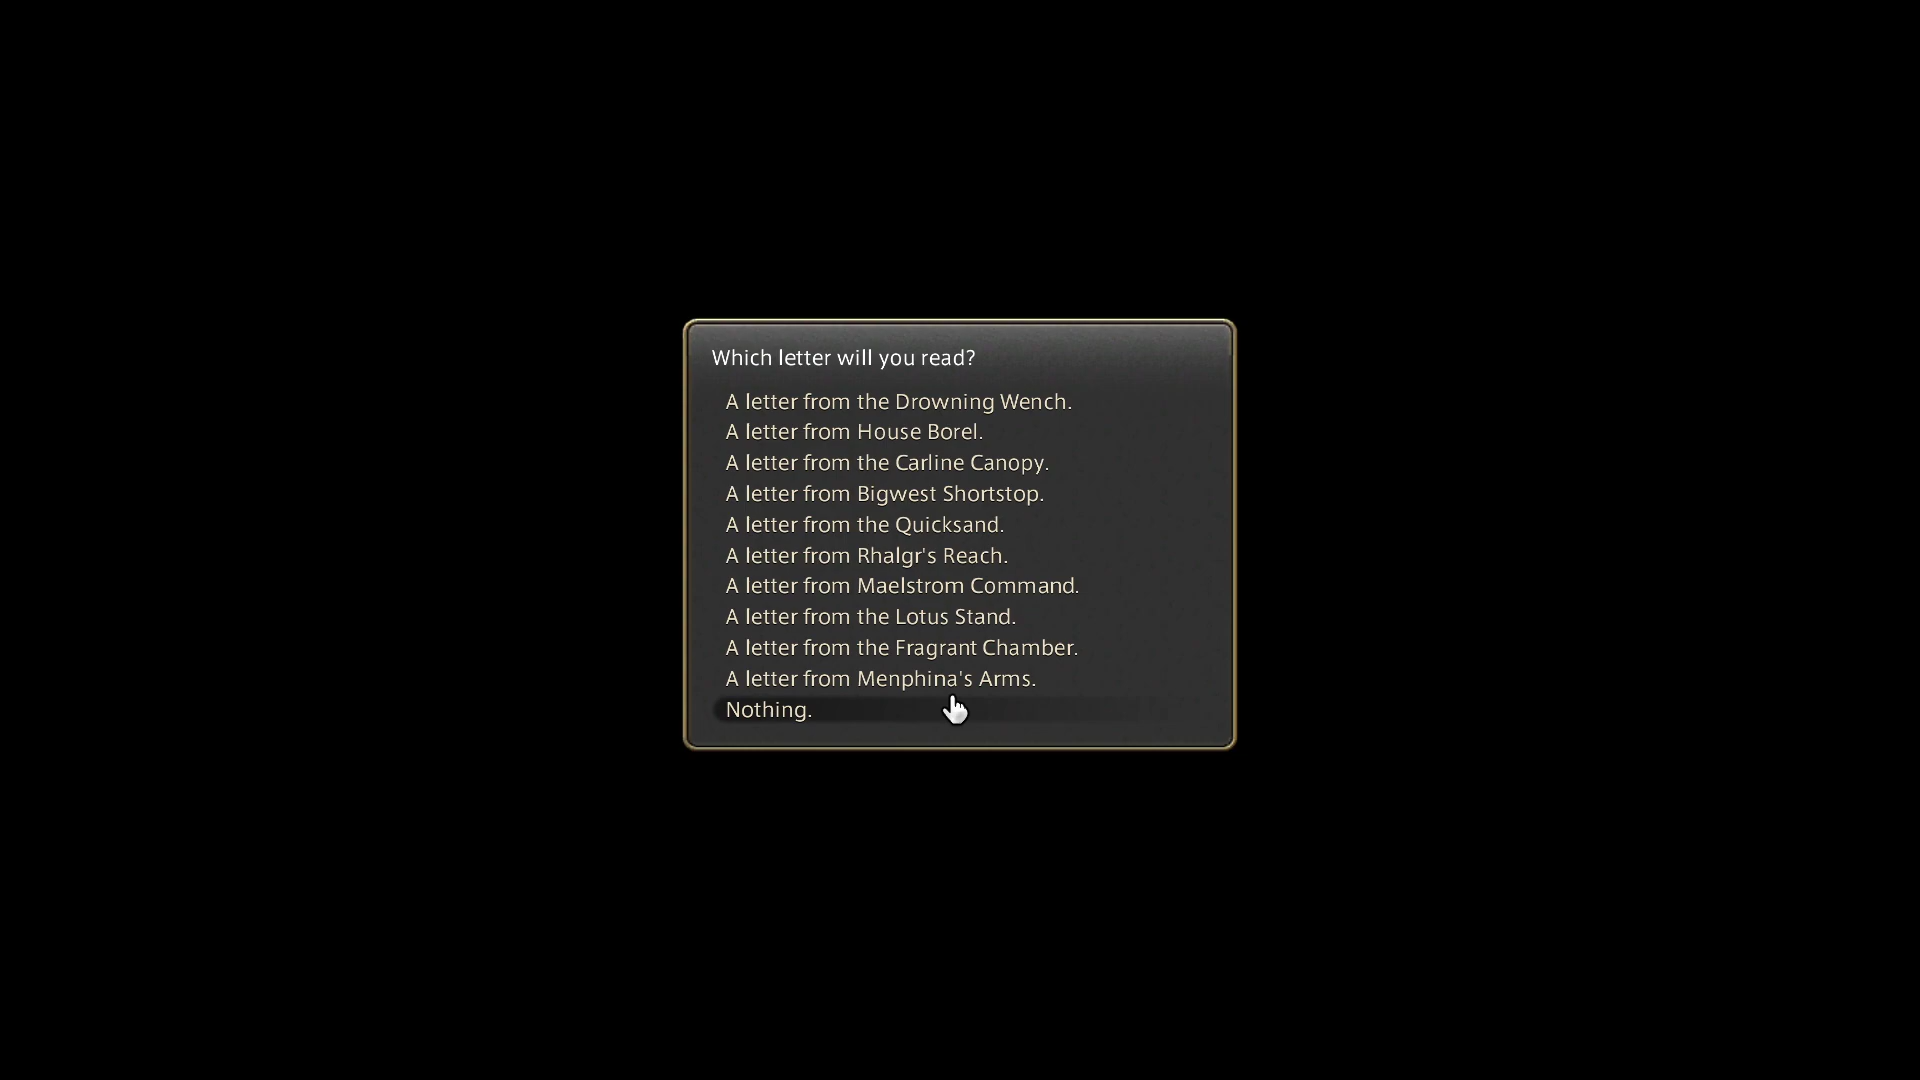 Which letter will you read?
A letter from the Drowning Wench.
A letter from House Borel.
A letter from the Carline Canopy.
A letter from Bigwest Shortstop.
A letter from the Quicksand.
A letter from Rhalgr's Reach.
A letter from Maelstrom Command.
A letter from the Lotus Stand.
A letter from the Fragrant Chamber.
A letter from Menphina's Arms.
Nothing.